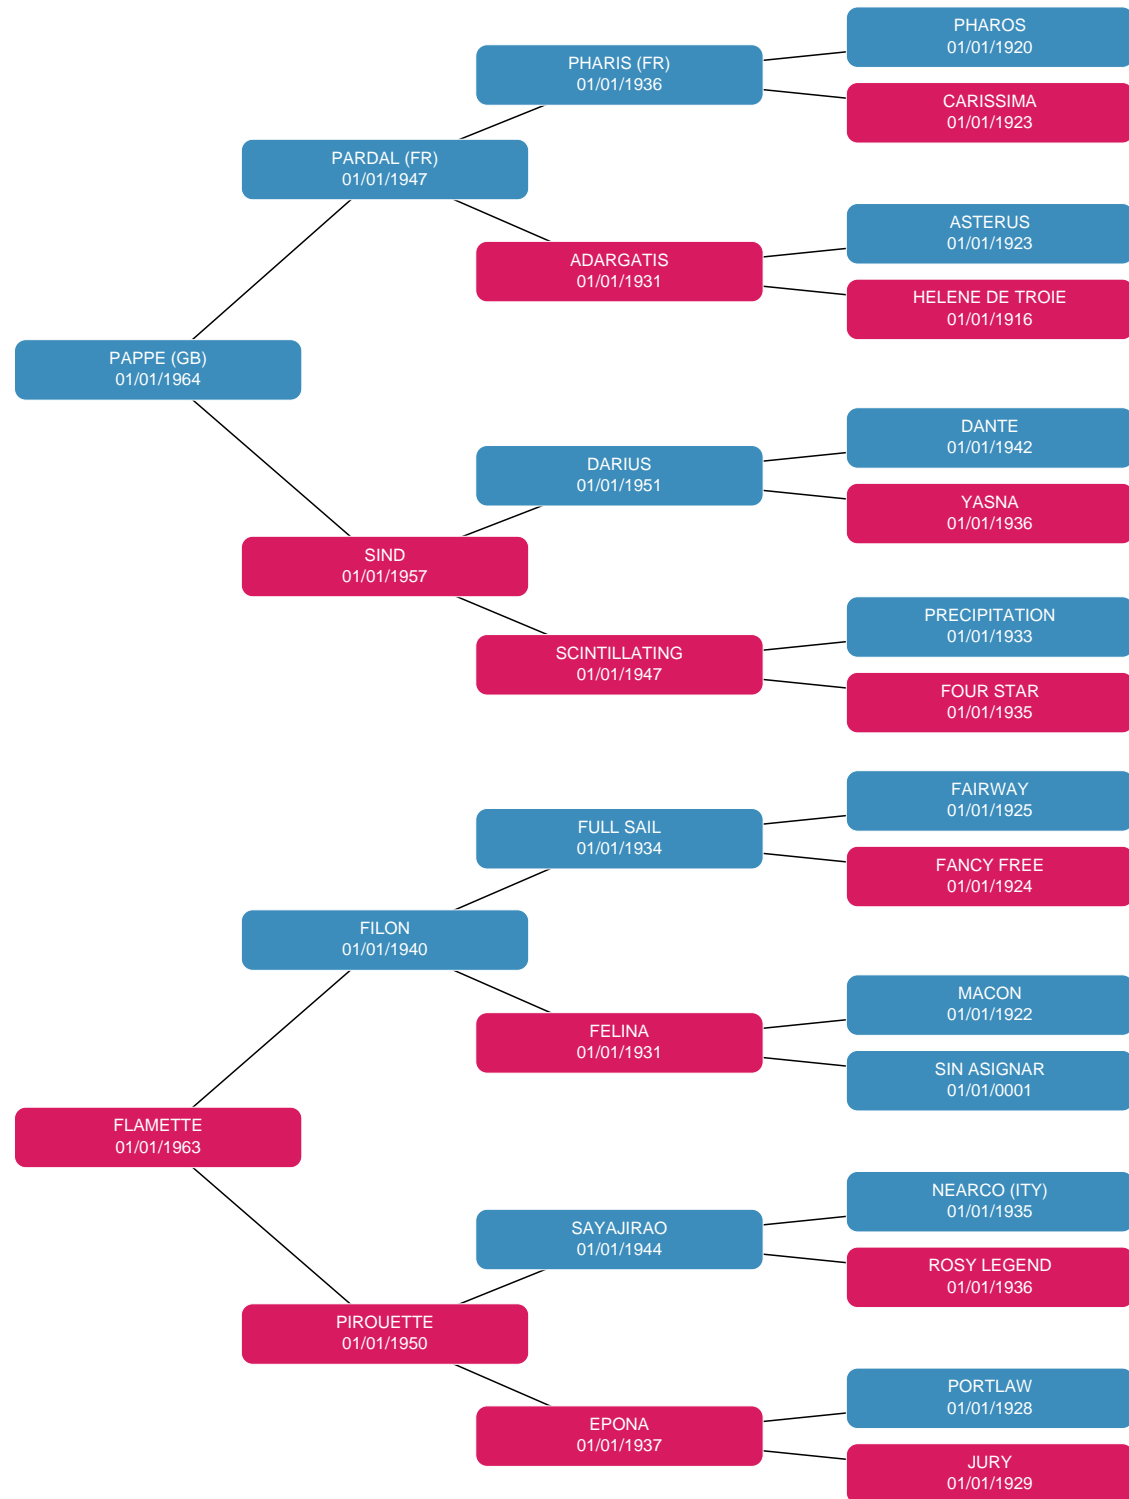 PHAROS
01/01/1920
PHARIS (FR)
01/01/1936
CARISSIMA
01/01/1923
PARDAL (FR)
01/01/1947
ASTERUS
01/01/1923
ADARGATIS
01/01/1931
HELENE DE TROIE
01/01/1916
PAPPE (GB)
01/01/1964
DANTE
01/01/1942
DARIUS
01/01/1951
YASNA
01/01/1936
SIND
01/01/1957
PRECIPITATION
01/01/1933
SCINTILLATING
01/01/1947
FOUR STAR
01/01/1935
FAIRWAY
01/01/1925
FULL SAIL
01/01/1934
FANCY FREE
01/01/1924
FILON
01/01/1940
MACON
01/01/1922
FELINA
01/01/1931
SIN ASIGNAR
01/01/0001
FLAMETTE
01/01/1963
NEARCO (ITY)
01/01/1935
SAYAJIRAO
01/01/1944
ROSY LEGEND
01/01/1936
PIROUETTE
01/01/1950
PORTLAW
01/01/1928
EPONA
01/01/1937
JURY
01/01/1929